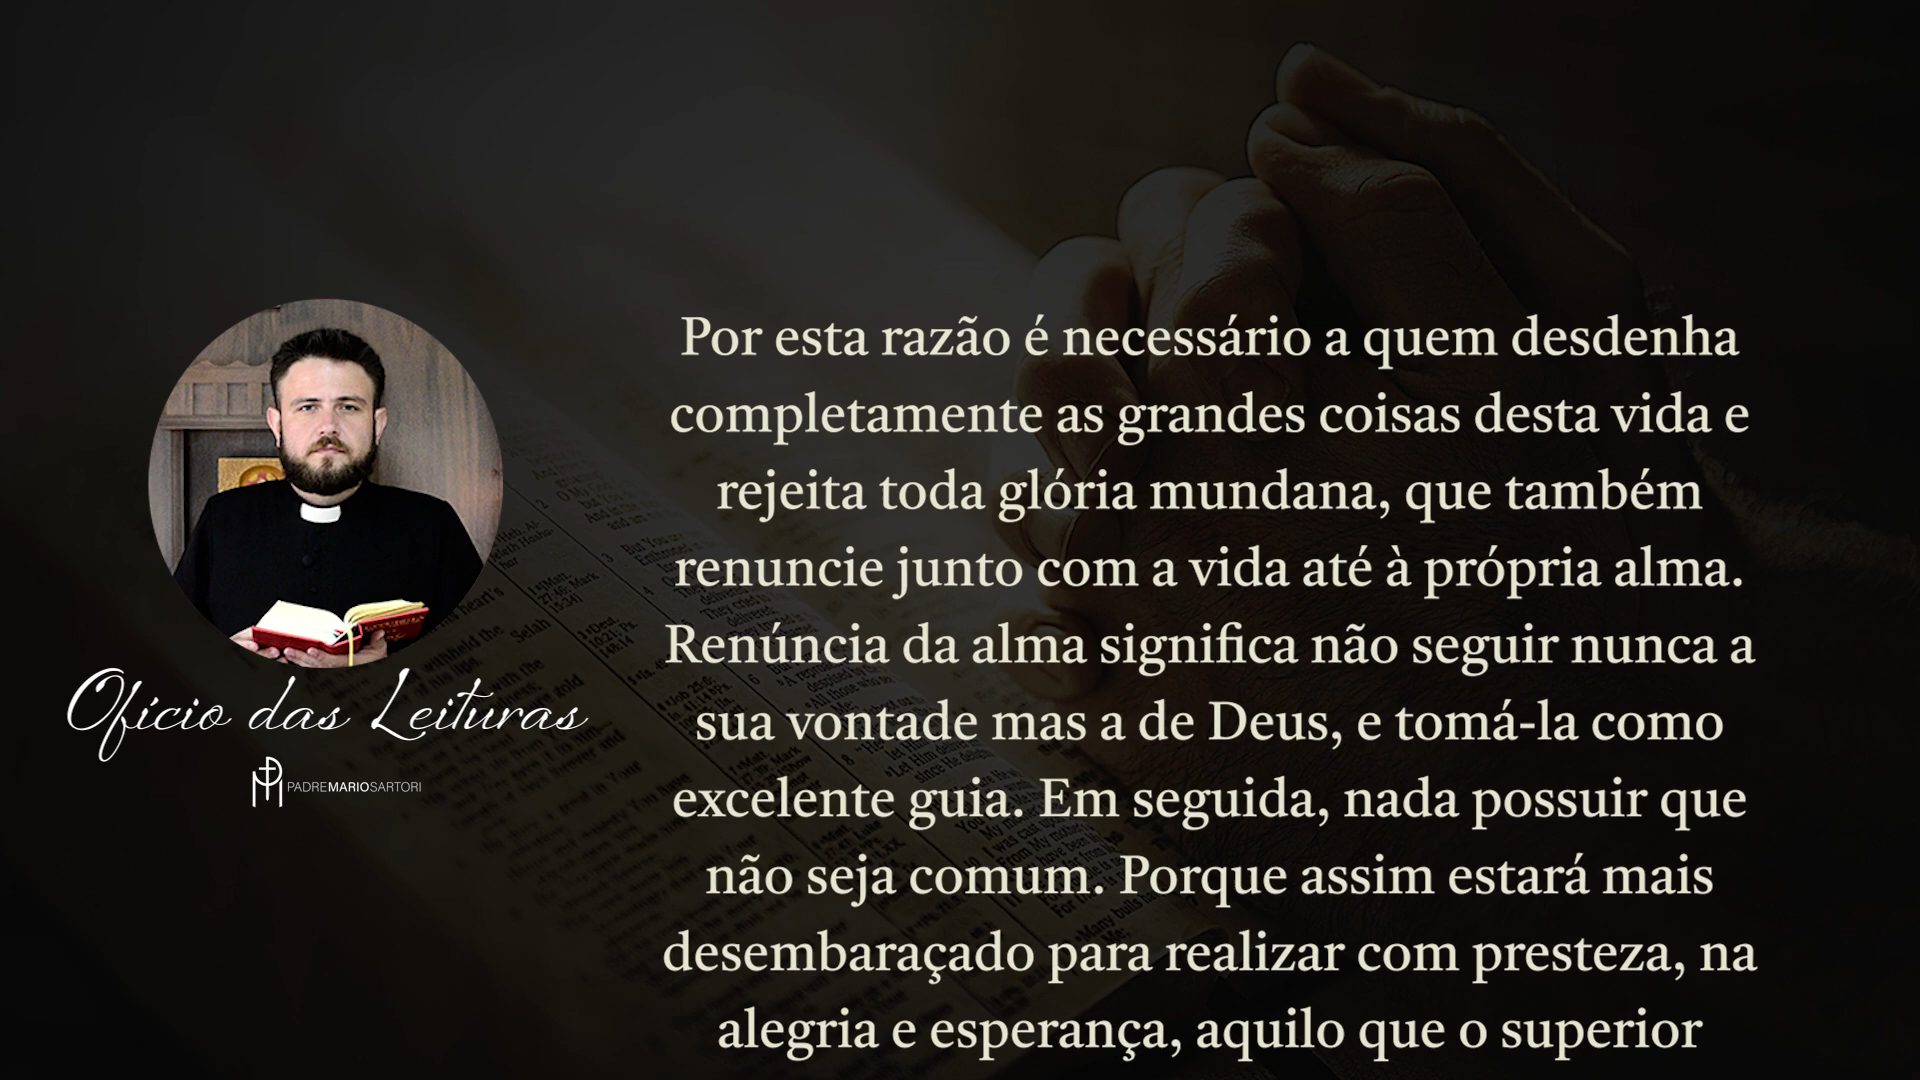 Por esta razão é necessário a quem desdenha
completamente as grandes coisas desta vida e
rejeita toda glória mundana, que também
renuncie junto com a vida até à própria alma.
Renúncia da alma significa não seguir nunca a
sua vontade mas a de Deus, e tomá-la como
excelente guia. Em seguida, nada possuir que
não seja comum. Porque assim estará mais
desembaraçado para realizar com presteza, na
alegria e esperança, aquilo que o superior
Ofício das Leituras
PADREMARIOSARTORI